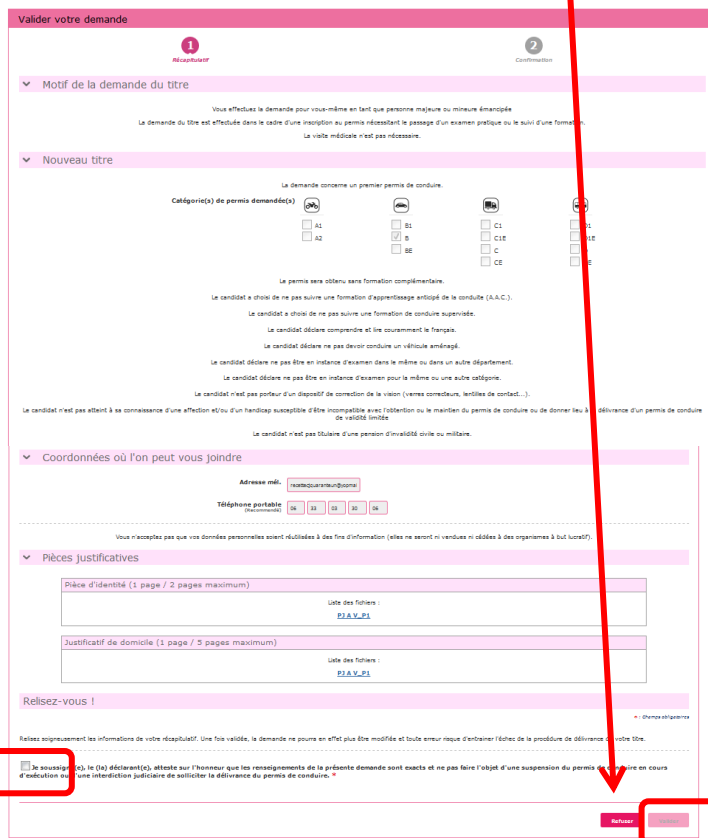 Valider votre demande
1
2
Récapitulatif
Confirmation
Motif de la demande du titre
Vous effectuez la demande pour vous-même en tant que personne majeure ou mineure émancipée
La demande du titre est effectuée dans le cadre d'une inscription au permis nécessitant le passage d'un examen pratique ou le suivi d'une formation.
La visite médicale n'est pas nécessaire.
Nouveau titre
La demande concerne un premier permis de conduire.
Catégorie(s) de permis demandée(s)
A1 B1 C1
A2 B C1E
BE C
CE
Le permis sera obtenu sans formation complémentaire.
Le candidat a choisi de ne pas suivre une formation d'apprentissage anticipé de la conduite (A.A.C.).
Le candidat a choisi de ne pas suivre une formation de conduire supervisée.
Le candidat déclare comprendre et lire couramment le français.
Le candidat déclare ne pas devoir conduire un véhicule aménagé.
Le candidat déclare ne pas être en instance d'examen dans le même ou dans un autre département.
Le candidat déclare ne pas être en instance d'examen pour la même ou une autre catégorie.
Le candidat n'est pas porteur d'un dispositif de correction de la vision (verres correcteurs, lentilles de contact...).
Le candidat n'est pas atteint à sa connaissance d'une affection et/ou d'un handicap susceptible d'être incompatible avec l'obtention ou le maintien du permis de conduire ou de donner lieu à délivrance d'un permis de conduire
de validité limitée
Le candidat n'est pas titulaire d'une pension d'invalidité civile ou militaire.
Coordonnées où l'on peut vous joindre
Adresse mél.
Téléphone portable 06 33 03 30 06
(Recommandé)
Vous n'acceptez pas que vos données personnelles soient réutilisées à des fins d'information (elles ne seront ni vendues ni cédées à des organismes à but lucratif).
Pièces justificatives
Pièce d'identité (1 page / 2 pages maximum)
Liste des fichiers :
PJ A V_P1
Justificatif de domicile (1 page / 5 pages maximum)
Liste des fichiers :
PJ A V_P1
Relisez-vous !
* : Champs obligatoires
Relisez soigneusement les informations de votre récapitulatif. Une fois validée, la demande ne pourra en effet plus être modifiée et toute erreur risque d'entrainer l'échec de la procédure de délivrance de votre titre.
Je soussigné(e), le (la) déclarant(e), atteste sur l'honneur que les renseignements de la présente demande sont exacts et ne pas faire l'objet d'une suspension du permis de conduire en cours
d'exécution ou d'une interdiction judiciaire de solliciter la délivrance du permis de conduire. *
Refuser